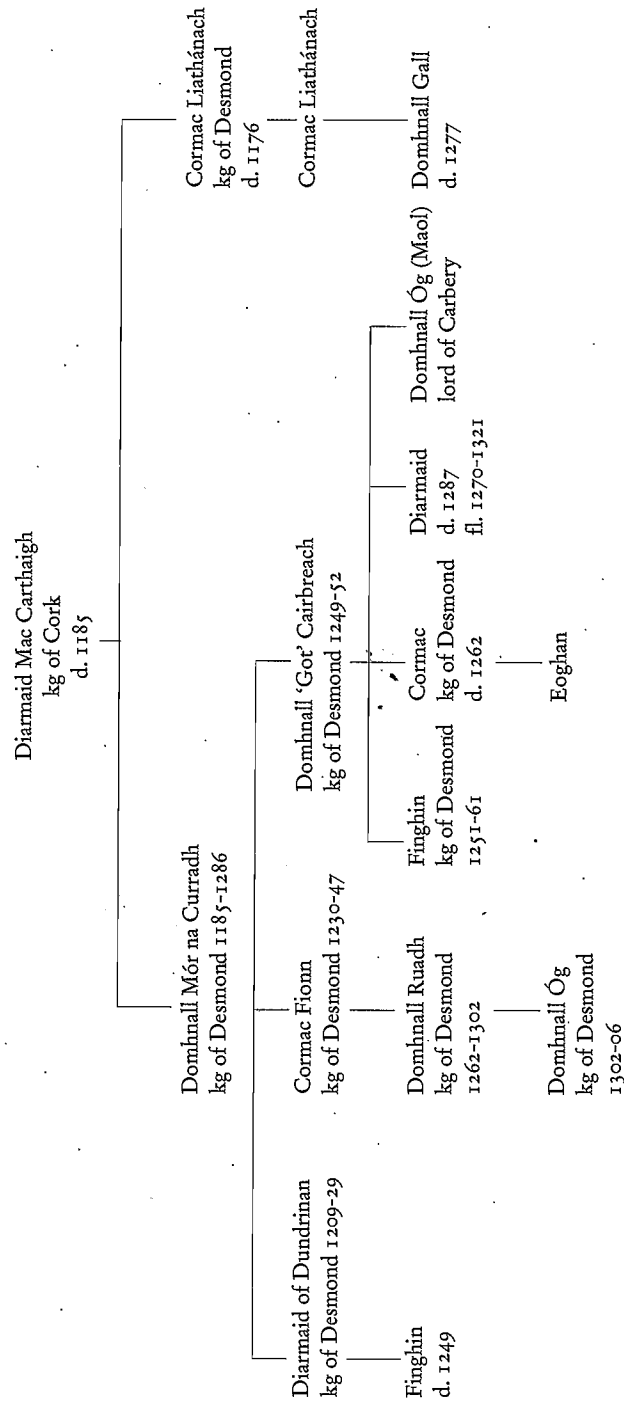 Diarmaid Mac Carthaigh
kg of Cork
d. 1185
Domhnall Mór na Curradh
kg of Desmond 1185-1286
Cormac Liathánach
kg of Desmond
d. 1176
Diarmaid of Dundrinan
kg of Desmond 1209-29
Cormac Fionn
kg of Desmond 1230-47
Domhnall ‘Got’ Cairbreach
kg of Desmond 1249-52
Cormac Liathánach
Finghin
d. 1249
Domhnall Ruadh
kg of Desmond
1262-1302
Finghin
kg of Desmond
1251-61
Cormac
kg of Desmond
d. 1262
Diarmaid
d. 1287
fl. 1270-1321
Domhnall Óg (Maol)
lord of Carbery
Domhnall Gall
d. 1277
Domhnall Óg
kg of Desmond
1302-06
Eoghan